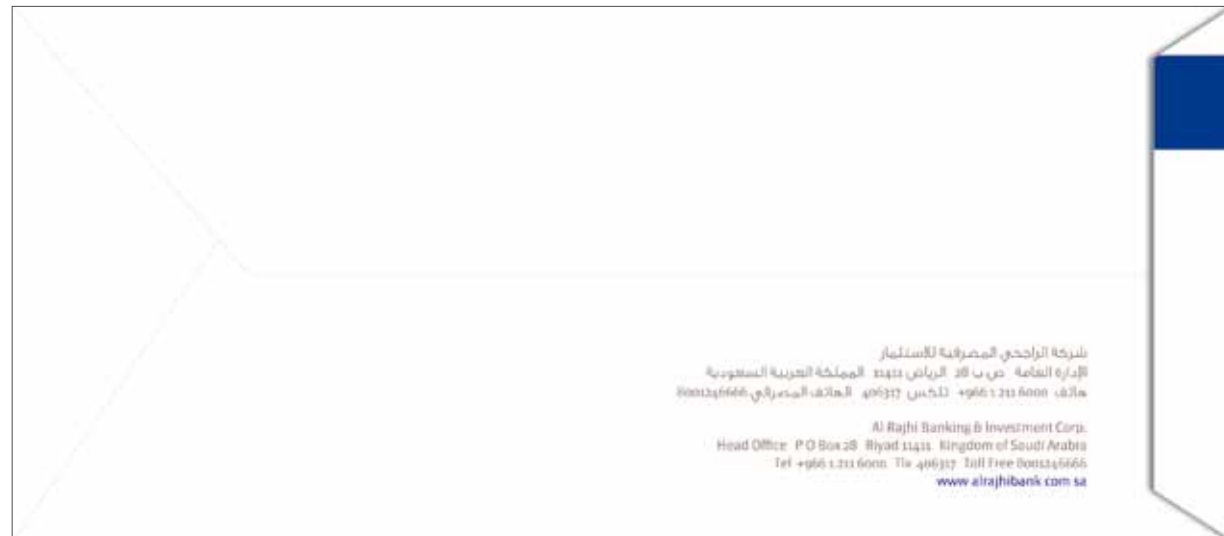 شركة الراجحي المصرفية للاستثمار
الإدارة العامة ص ب 28 الرياض 11411 المملكة العربية السعودية
هاتف 6000 211 1 966+ تلكس 406317 الهاتف المصرفي 8001246666
Al Rajhi Banking & Investment Corp.
Head Office P O Box 28 Riyad 11411 Kingdom of Saudi Arabia
Tel +966 1 211 6000 Tlx 406317 Toll Free 8001246666
www alrajhibank com sa